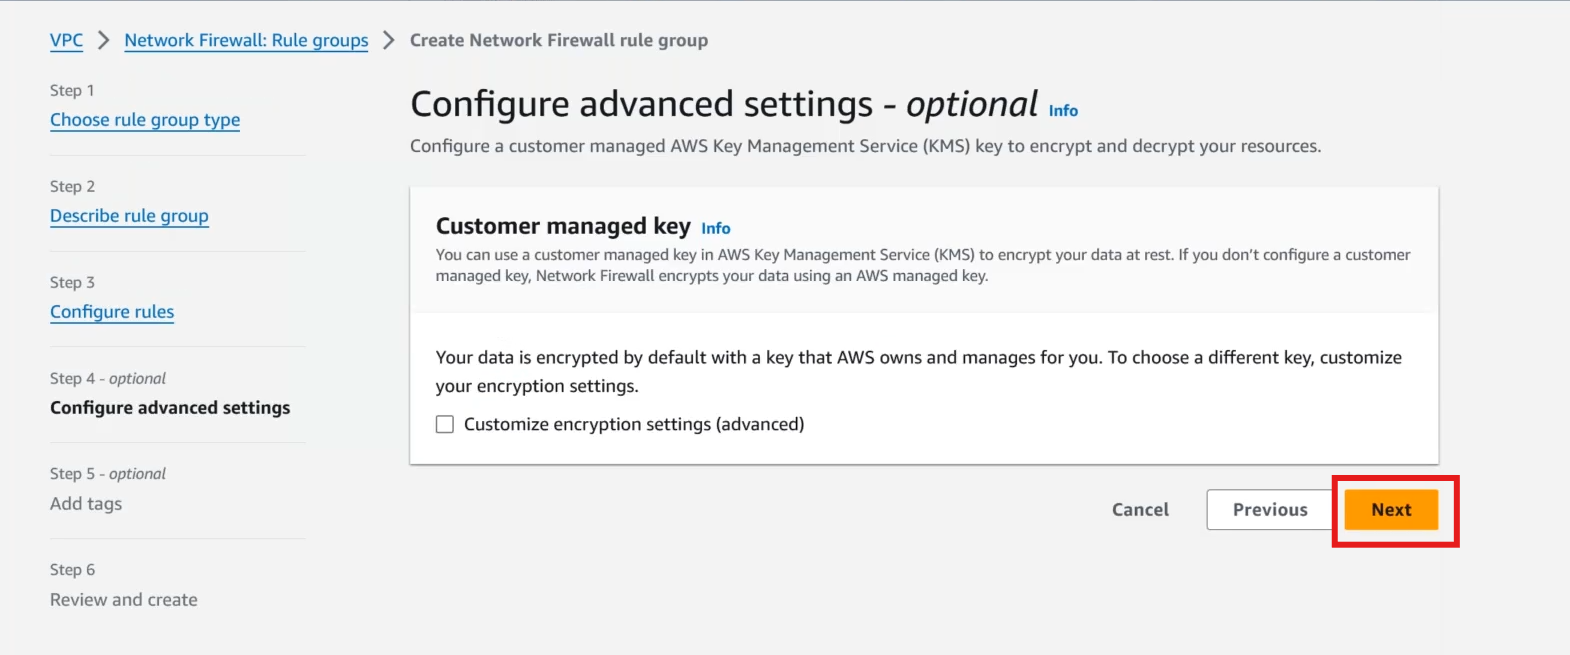 VPC > Network Firewall: Rule groups > Create Network Firewall rule group
Step 1
Choose rule group type
Step 2
Describe rule group
Step 3
Configure rules
Step 4 - optional
Configure advanced settings
Step 5 - optional
Add tags
Step 6
Review and create
Configure advanced settings - optional Info
Configure a customer managed AWS Key Management Service (KMS) key to encrypt and decrypt your resources.
Customer managed key Info
You can use a customer managed key in AWS Key Management Service (KMS) to encrypt your data at rest. If you don’t configure a customer
managed key, Network Firewall encrypts your data using an AWS managed key.
Your data is encrypted by default with a key that AWS owns and manages for you. To choose a different key, customize
your encryption settings.
Customize encryption settings (advanced)
Cancel Previous Next